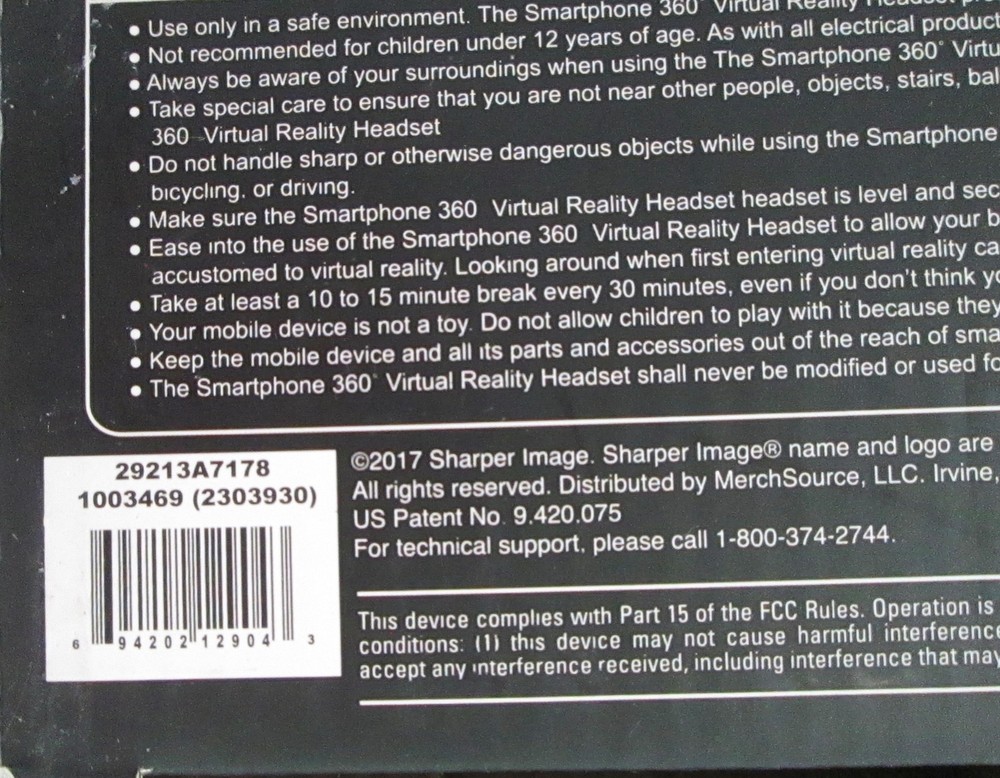 • Use only in a safe environment. The Smartphone 360° Virtual Reality Headset
• Not recommended for children under 12 years of age. As with all electrical product
• Always be aware of your surroundings when using the The Smartphone 360° Virtu
• Take special care to ensure that you are not near other people, objects, stairs, bal
360 Virtual Reality Headset
• Do not handle sharp or otherwise dangerous objects while using the Smartphone
bicycling, or driving.
• Make sure the Smartphone 360 Virtual Reality Headset headset is level and sec
• Ease into the use of the Smartphone 360 Virtual Reality Headset to allow your b
accustomed to virtual reality. Looking around when first entering virtual reality ca
• Take at least a 10 to 15 minute break every 30 minutes, even if you don't think yo
• Your mobile device is not a toy. Do not allow children to play with it because they
• Keep the mobile device and all its parts and accessories out of the reach of sma
• The Smartphone 360° Virtual Reality Headset shall never be modified or used fo
29213A7178
1003469 (2303930)
6 94202 12904 3
©2017 Sharper Image. Sharper Image® name and logo are
All rights reserved. Distributed by MerchSource, LLC. Irvine,
US Patent No. 9.420.075
For technical support, please call 1-800-374-2744.
This device complies with Part 15 of the FCC Rules. Operation is
conditions: (1) this device may not cause harmful interferenc
accept any interference received, including interference that may